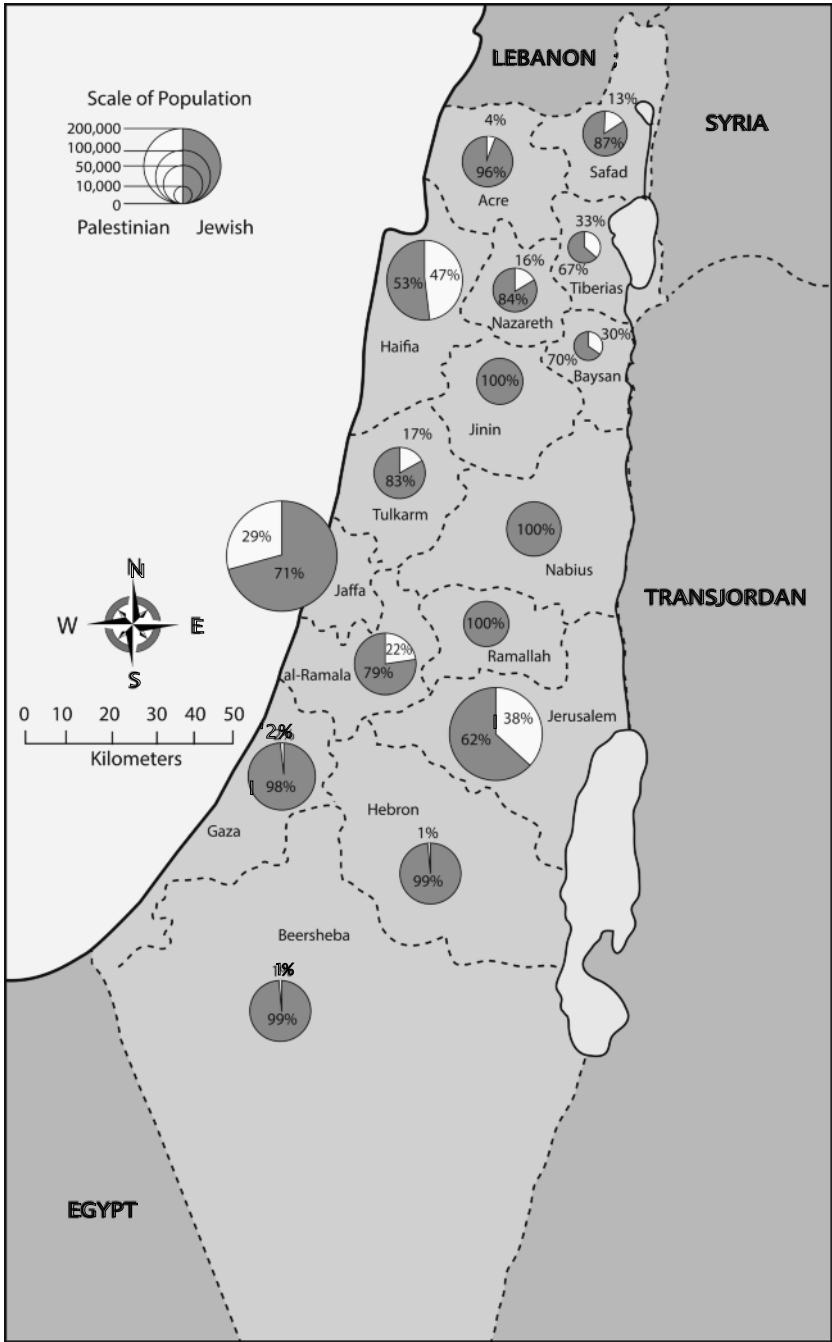 LEBANON
SYRIA
Scale of Population
200,000
100,000
50,000
10,000
0
Palestinian Jewish
4%
96%
Acre
13%
87%
Safad
33%
67%
Tiberias
53% 47%
Haifia
16%
84%
Nazareth
30%
70%
Baysan
100%
Jinin
17%
83%
Tulkarm
29%
71%
Jaffa
100%
Nabius
TRANSJORDAN
N
W E
S
100%
Ramallah
22%
79%
al-Ramala
38%
62%
Jerusalem
0 10 20 30 40 50
Kilometers
2%
98%
Gaza
Hebron
1%
99%
Beersheba
1%
99%
EGYPT